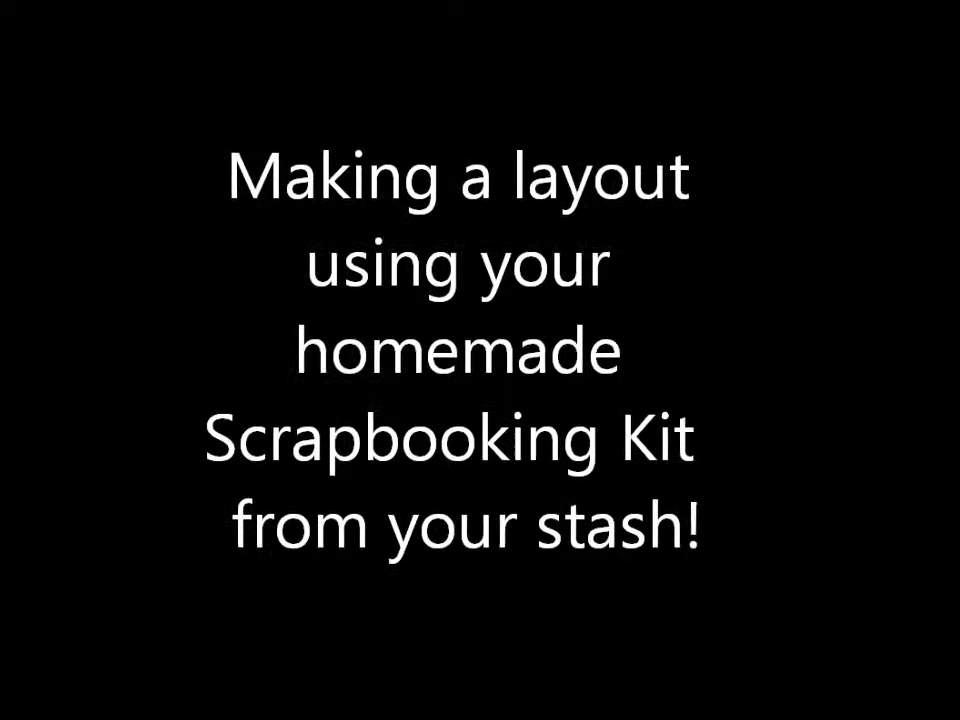 Making a layout
using your
homemade
Scrapbooking Kit
from your stash!